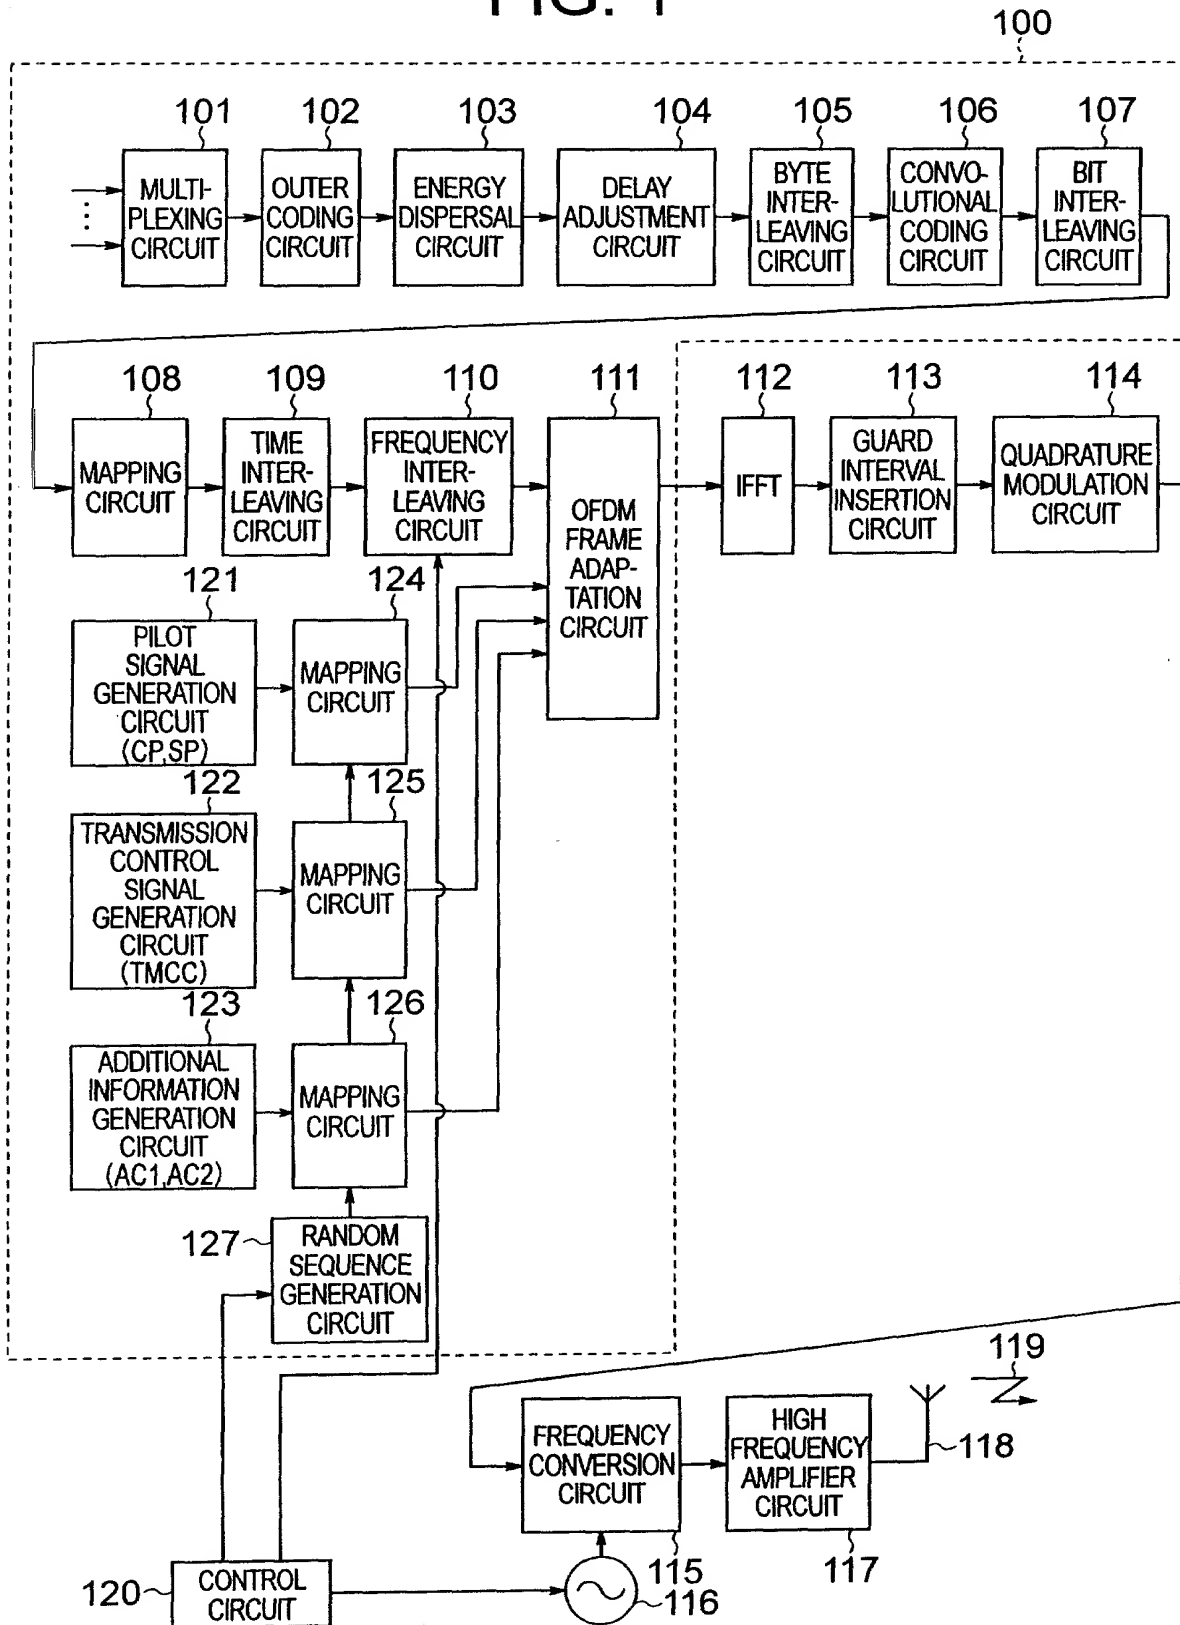 FIG. 1
100
101
102
103
104
105
106
107
MULTI-
PLEXING
CIRCUIT
OUTER
CODING
CIRCUIT
ENERGY
DISPERSAL
CIRCUIT
DELAY
ADJUSTMENT
CIRCUIT
BYTE
INTER-
LEAVING
CIRCUIT
CONVO-
LUTIONAL
CODING
CIRCUIT
BIT
INTER-
LEAVING
CIRCUIT
108
109
110
111
112
113
114
MAPPING
CIRCUIT
TIME
INTER-
LEAVING
CIRCUIT
FREQUENCY
INTER-
LEAVING
CIRCUIT
OFDM
FRAME
ADAP-
TATION
CIRCUIT
IFFT
GUARD
INTERVAL
INSERTION
CIRCUIT
QUADRATURE
MODULATION
CIRCUIT
121
124
PILOT
SIGNAL
GENERATION
CIRCUIT
(CP,SP)
MAPPING
CIRCUIT
122
125
TRANSMISSION
CONTROL
SIGNAL
GENERATION
CIRCUIT
(TMCC)
MAPPING
CIRCUIT
123
126
ADDITIONAL
INFORMATION
GENERATION
CIRCUIT
(AC1,AC2)
MAPPING
CIRCUIT
127
RANDOM
SEQUENCE
GENERATION
CIRCUIT
119
118
FREQUENCY
CONVERSION
CIRCUIT
HIGH
FREQUENCY
AMPLIFIER
CIRCUIT
115
117
116
120
CONTROL
CIRCUIT